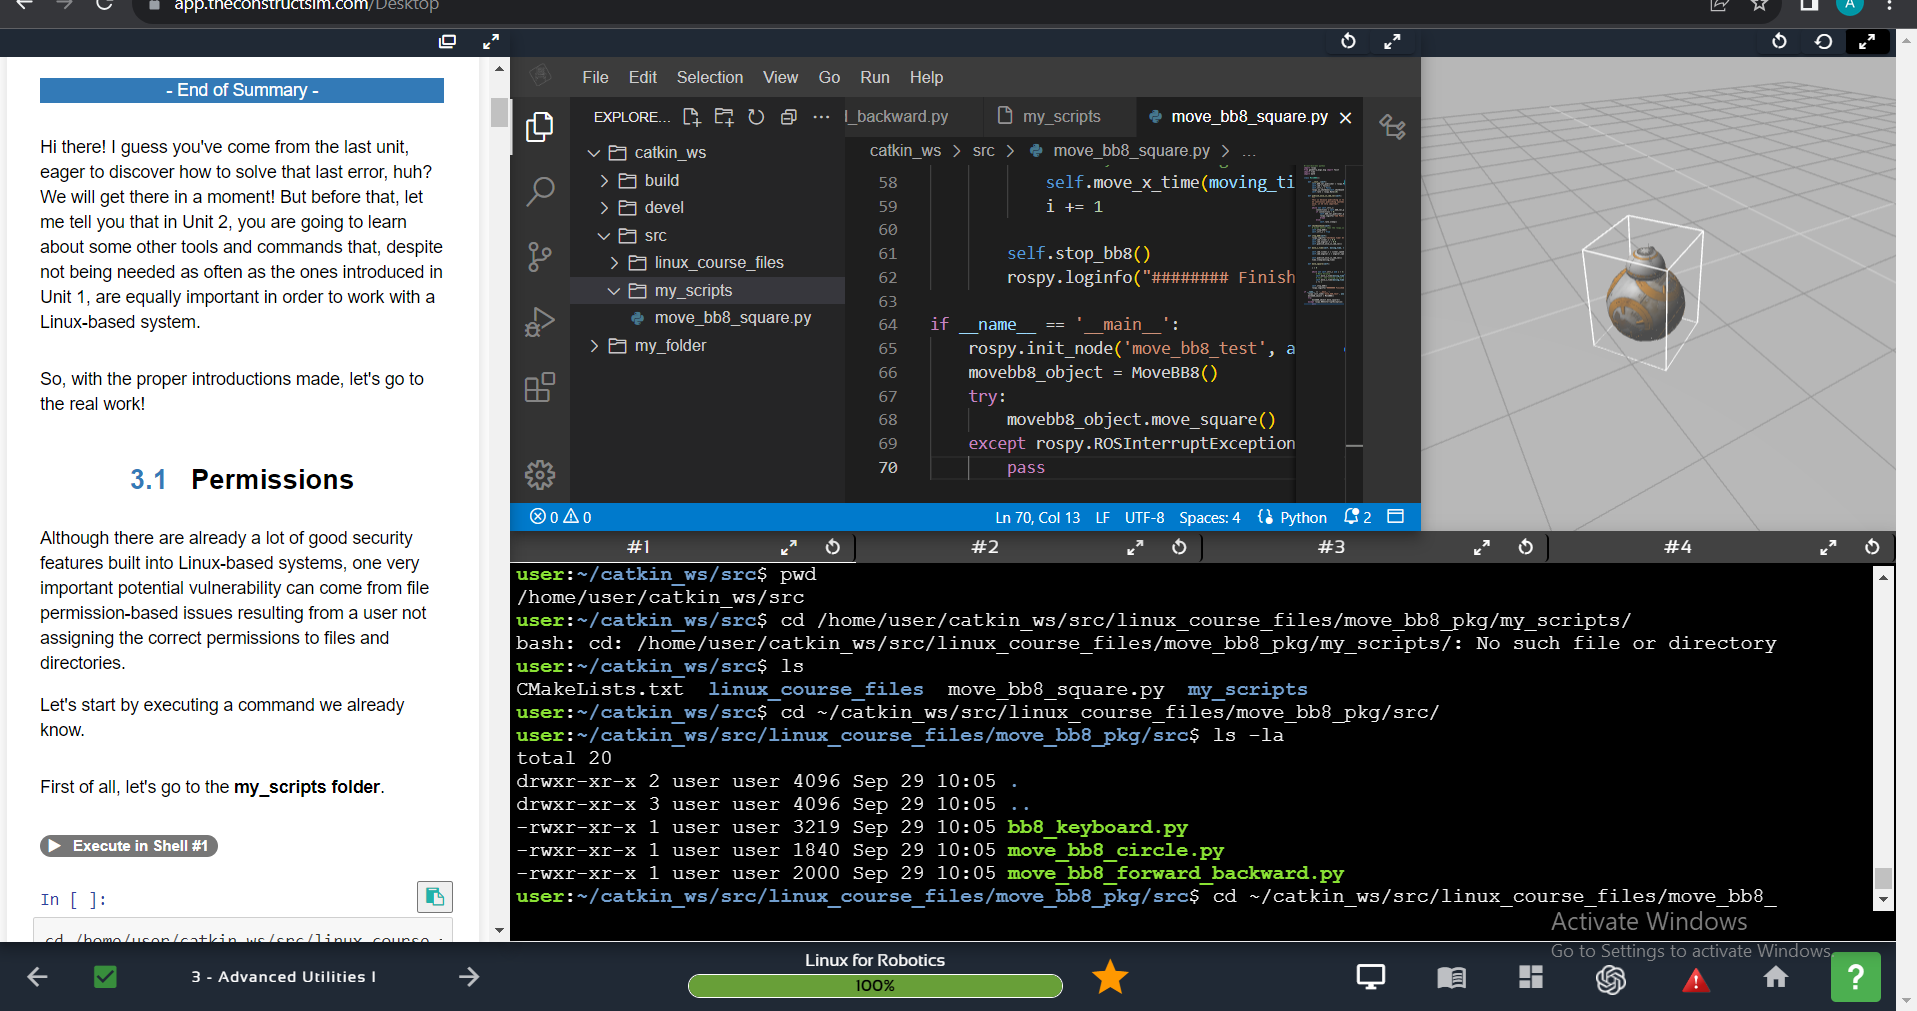 app.theconstructsim.com/Desktop
A
- End of Summary -
Hi there! I guess you've come from the last unit,
eager to discover how to solve that last error, huh?
We will get there in a moment! But before that, let
me tell you that in Unit 2, you are going to learn
about some other tools and commands that, despite
not being needed as often as the ones introduced in
Unit 1, are equally important in order to work with a
Linux-based system.
So, with the proper introductions made, let's go to
the real work!
3.1 Permissions
Although there are already a lot of good security
features built into Linux-based systems, one very
important potential vulnerability can come from file
permission-based issues resulting from a user not
assigning the correct permissions to files and
directories.
Let's start by executing a command we already
know.
First of all, let's go to the my_scripts folder.
Execute in Shell #1
In [ ]:
cd /home/user/catkin_ws/src/linux_course_
File Edit Selection View Go Run Help
EXPLORE...
catkin_ws
build
devel
src
linux_course_files
my_scripts
move_bb8_square.py
my_folder
l_backward.py my_scripts move_bb8_square.py
catkin_ws > src > move_bb8_square.py > ...
58 self.move_x_time(moving_ti
59 i += 1
60
61 self.stop_bb8()
62 rospy.loginfo("######## Finish
63
64 if __name__ == '__main__':
65 rospy.init_node('move_bb8_test', a
66 movebb8_object = MoveBB8()
67 try:
68 movebb8_object.move_square()
69 except rospy.ROSInterruptException
70 pass
0 0 Ln 70, Col 13 LF UTF-8 Spaces: 4 Python 2
#1 #2 #3 #4
user:~/catkin_ws/src$ pwd
/home/user/catkin_ws/src
user:~/catkin_ws/src$ cd /home/user/catkin_ws/src/linux_course_files/move_bb8_pkg/my_scripts/
bash: cd: /home/user/catkin_ws/src/linux_course_files/move_bb8_pkg/my_scripts/: No such file or directory
user:~/catkin_ws/src$ ls
CMakeLists.txt linux_course_files move_bb8_square.py my_scripts
user:~/catkin_ws/src$ cd ~/catkin_ws/src/linux_course_files/move_bb8_pkg/src/
user:~/catkin_ws/src/linux_course_files/move_bb8_pkg/src$ ls -la
total 20
drwxr-xr-x 2 user user 4096 Sep 29 10:05 .
drwxr-xr-x 3 user user 4096 Sep 29 10:05 ..
-rwxr-xr-x 1 user user 3219 Sep 29 10:05 bb8_keyboard.py
-rwxr-xr-x 1 user user 1840 Sep 29 10:05 move_bb8_circle.py
-rwxr-xr-x 1 user user 2000 Sep 29 10:05 move_bb8_forward_backward.py
user:~/catkin_ws/src/linux_course_files/move_bb8_pkg/src$ cd ~/catkin_ws/src/linux_course_files/move_bb8_
Activate Windows
Go to Settings to activate Windows.
3 - Advanced Utilities I
Linux for Robotics
100%
?